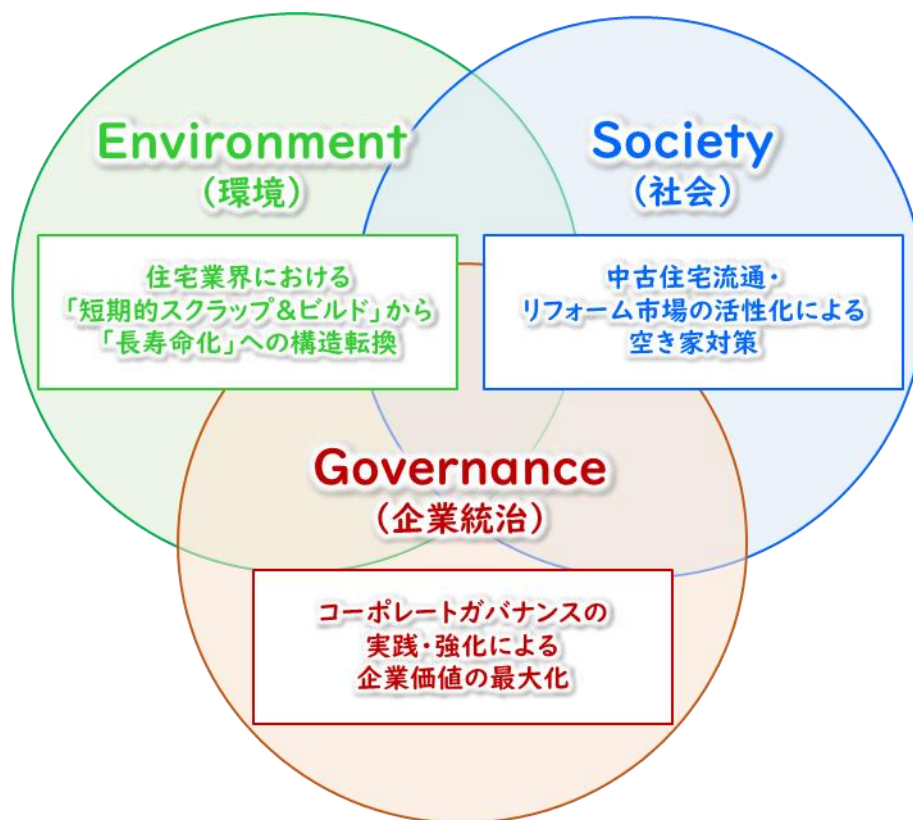 Environment
（環境）
住宅業界における
「短期的スクラップ＆ビルド」から
「長寿命化」への構造転換
Society
（社会）
中古住宅流通・
リフォーム市場の活性化による
空き家対策
Governance
（企業統治）
コーポレートガバナンスの
実践・強化による
企業価値の最大化